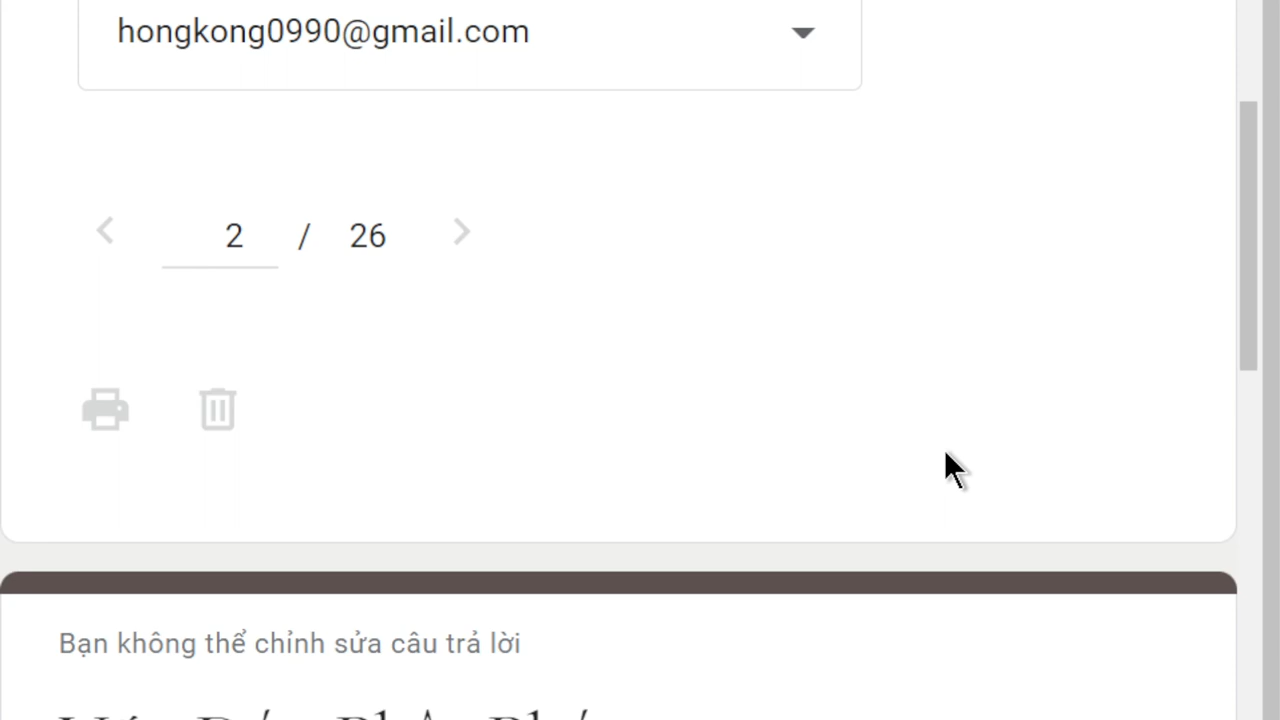 hongkong0990@gmail.com
2 / 26
Bạn không thể chỉnh sửa câu trả lời